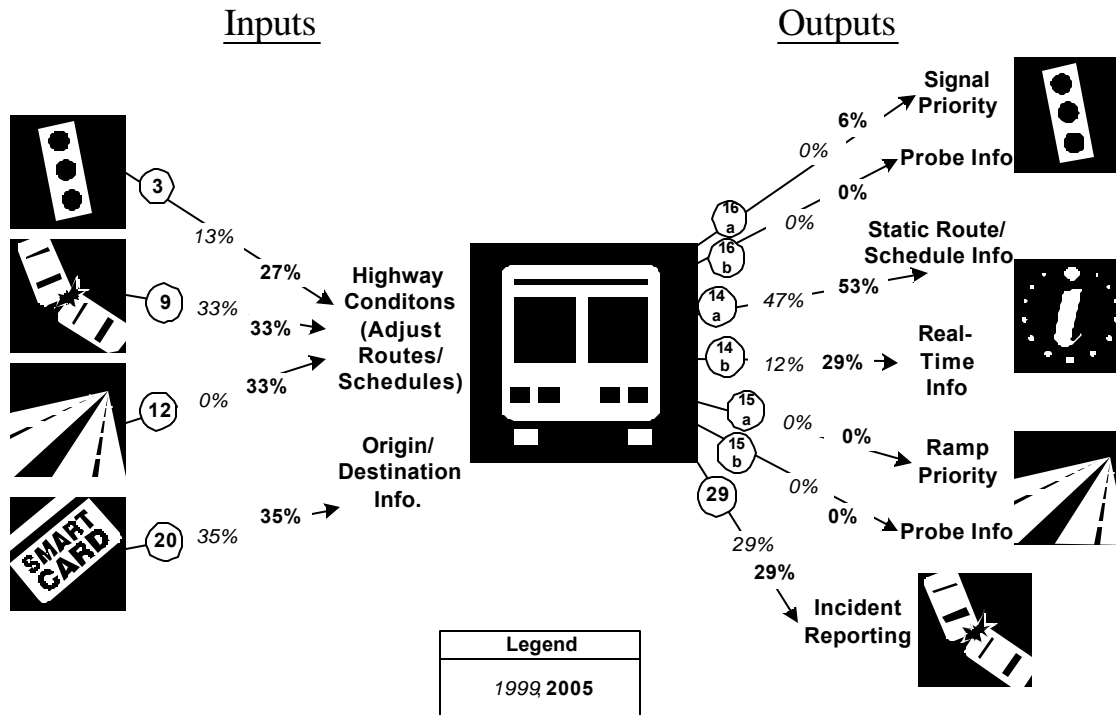 Inputs
3
13%
27%
9
33%
33%
12
0%
33%
Highway
Conditons
(Adjust
Routes/
Schedules)
SMART
CARD
20
35%
35%
Origin/
Destination
Info.
Outputs
16
a
0%
6%
Signal
Priority
16
b
0%
0%
Probe Info
14
a
47%
53%
Static Route/
Schedule Info
14
b
12%
29%
Real-
Time
Info
15
a
0%
0%
Ramp
Priority
15
b
0%
0%
Probe Info
29
29%
29%
Incident
Reporting
Legend
1999, 2005